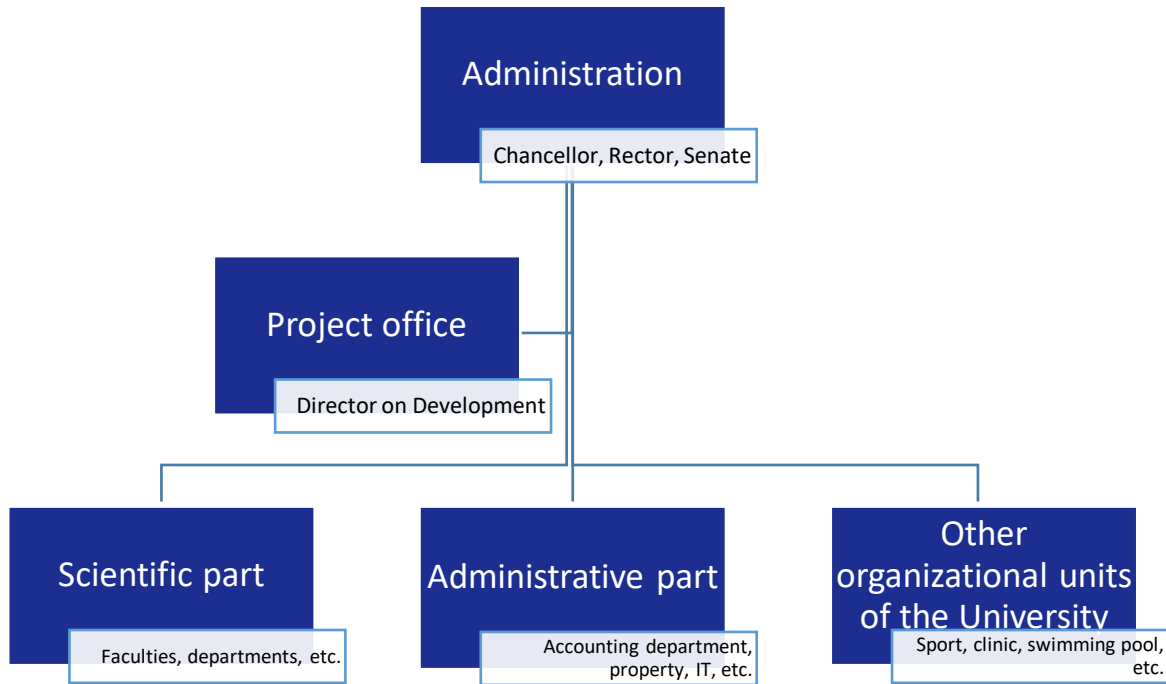 Administration
Chancellor, Rector, Senate
Project office
Director on Development
Scientific part
Faculties, departments, etc.
Administrative part
Accounting department,
property, IT, etc.
Other
organizational units
of the University
Sport, clinic, swimming pool,
etc.